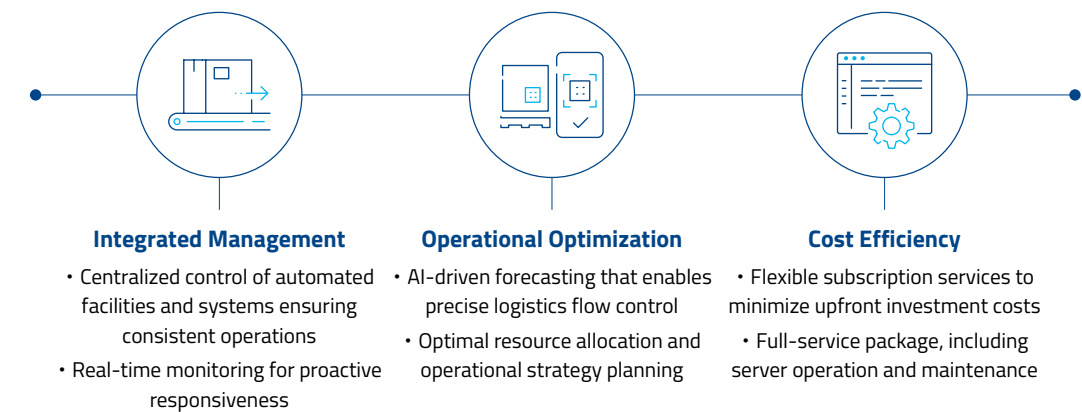 Integrated Management
・Centralized control of automated
facilities and systems ensuring
consistent operations
・Real-time monitoring for proactive
responsiveness
Operational Optimization
・AI-driven forecasting that enables
precise logistics flow control
・Optimal resource allocation and
operational strategy planning
Cost Efficiency
・Flexible subscription services to
minimize upfront investment costs
・Full-service package, including
server operation and maintenance